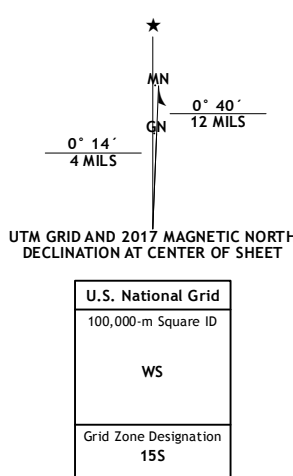 ★
MN
0° 40´
12 MILS
GN
0° 14´
4 MILS
UTM GRID AND 2017 MAGNETIC NORTH
DECLINATION AT CENTER OF SHEET
U.S. National Grid
100,000-m Square ID
WS
Grid Zone Designation
15S